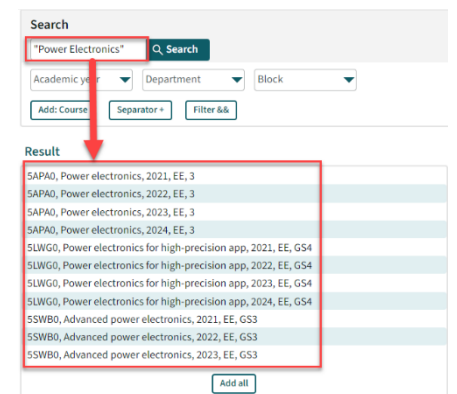 Search
"Power Electronics" Search
Academic year Department Block
Add: Course Separator + Filter &&
Result
5APA0, Power electronics, 2021, EE, 3
5APA0, Power electronics, 2022, EE, 3
5APA0, Power electronics, 2023, EE, 3
5APA0, Power electronics, 2024, EE, 3
5LWG0, Power electronics for high-precision app, 2021, EE, GS4
5LWG0, Power electronics for high-precision app, 2022, EE, GS4
5LWG0, Power electronics for high-precision app, 2023, EE, GS4
5LWG0, Power electronics for high-precision app, 2024, EE, GS4
5SWB0, Advanced power electronics, 2021, EE, GS3
5SWB0, Advanced power electronics, 2022, EE, GS3
5SWB0, Advanced power electronics, 2023, EE, GS3
Add all